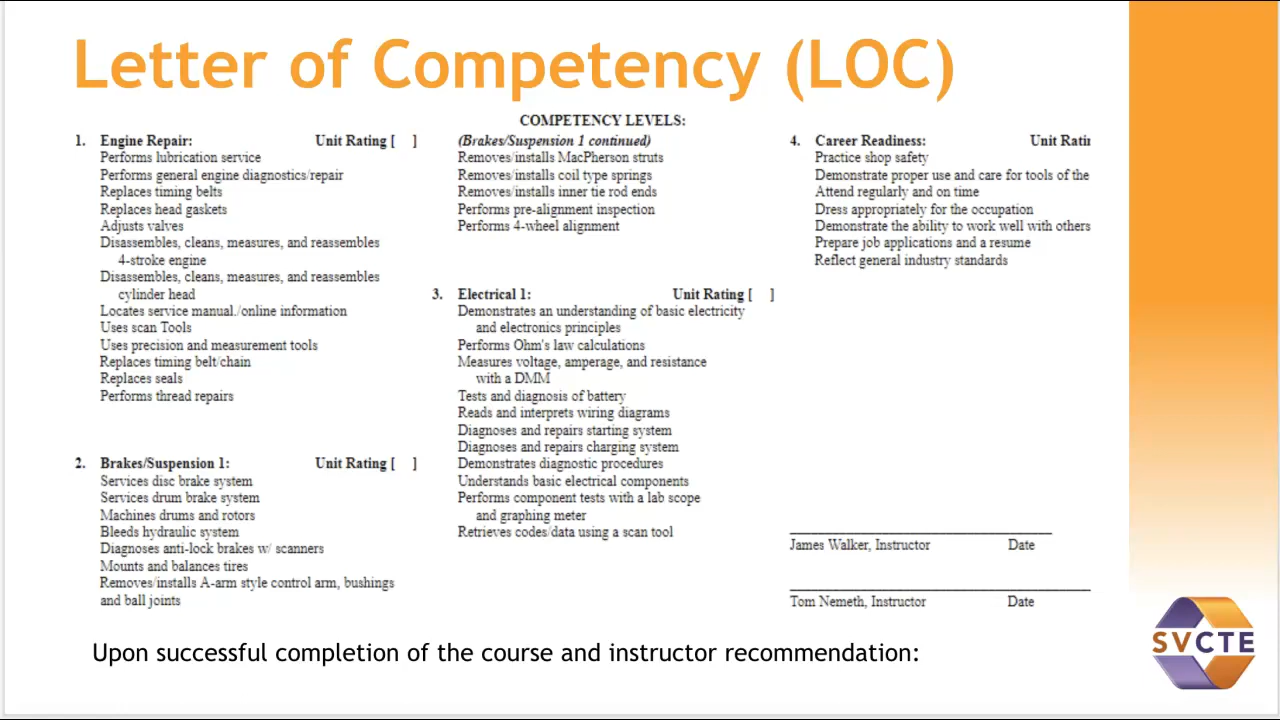 Letter of Competency (LOC)
COMPETENCY LEVELS:
1. Engine Repair: Unit Rating [ ]
Performs lubrication service
Performs general engine diagnostics/repair
Replaces timing belts
Replaces head gaskets
Adjusts valves
Disassembles, cleans, measures, and reassembles
4-stroke engine
Disassembles, cleans, measures, and reassembles
cylinder head
Locates service manual./online information
Uses scan Tools
Uses precision and measurement tools
Replaces timing belt/chain
Replaces seals
Performs thread repairs
2. Brakes/Suspension 1: Unit Rating [ ]
Services disc brake system
Services drum brake system
Machines drums and rotors
Bleeds hydraulic system
Diagnoses anti-lock brakes w/ scanners
Mounts and balances tires
Removes/installs A-arm style control arm, bushings
and ball joints
(Brakes/Suspension 1 continued)
Removes/installs MacPherson struts
Removes/installs coil type springs
Removes/installs inner tie rod ends
Performs pre-alignment inspection
Performs 4-wheel alignment
3. Electrical 1: Unit Rating [ ]
Demonstrates an understanding of basic electricity
and electronics principles
Performs Ohm's law calculations
Measures voltage, amperage, and resistance
with a DMM
Tests and diagnosis of battery
Reads and interprets wiring diagrams
Diagnoses and repairs starting system
Diagnoses and repairs charging system
Demonstrates diagnostic procedures
Understands basic electrical components
Performs component tests with a lab scope
and graphing meter
Retrieves codes/data using a scan tool
4. Career Readiness: Unit Ratin
Practice shop safety
Demonstrate proper use and care for tools of the
Attend regularly and on time
Dress appropriately for the occupation
Demonstrate the ability to work well with others
Prepare job applications and a resume
Reflect general industry standards
James Walker, Instructor Date
Tom Nemeth, Instructor Date
Upon successful completion of the course and instructor recommendation:
SVCTE